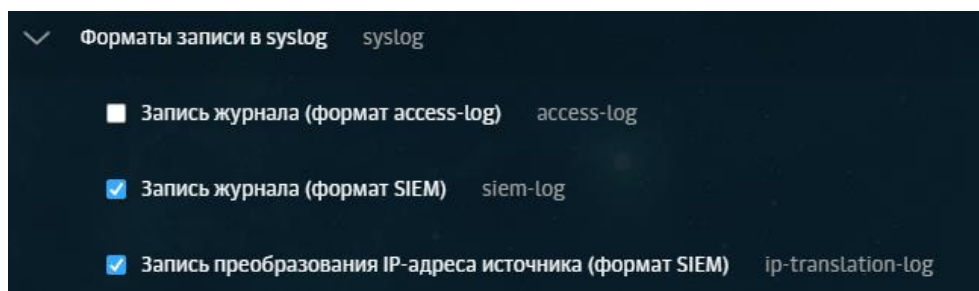 Форматы записи в syslog syslog
Запись журнала (формат access-log) access-log
Запись журнала (формат SIEM) siem-log
Запись преобразования IP-адреса источника (формат SIEM) ip-translation-log